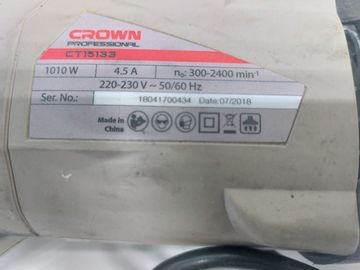 CROWN
PROFESSIONAL
CT15133
1010 W 4.5 A n₀: 300-2400 min⁻¹
220-230 V ~ 50/60 Hz
Ser. No.: 18041700434 Date:07/2018
Made in
China